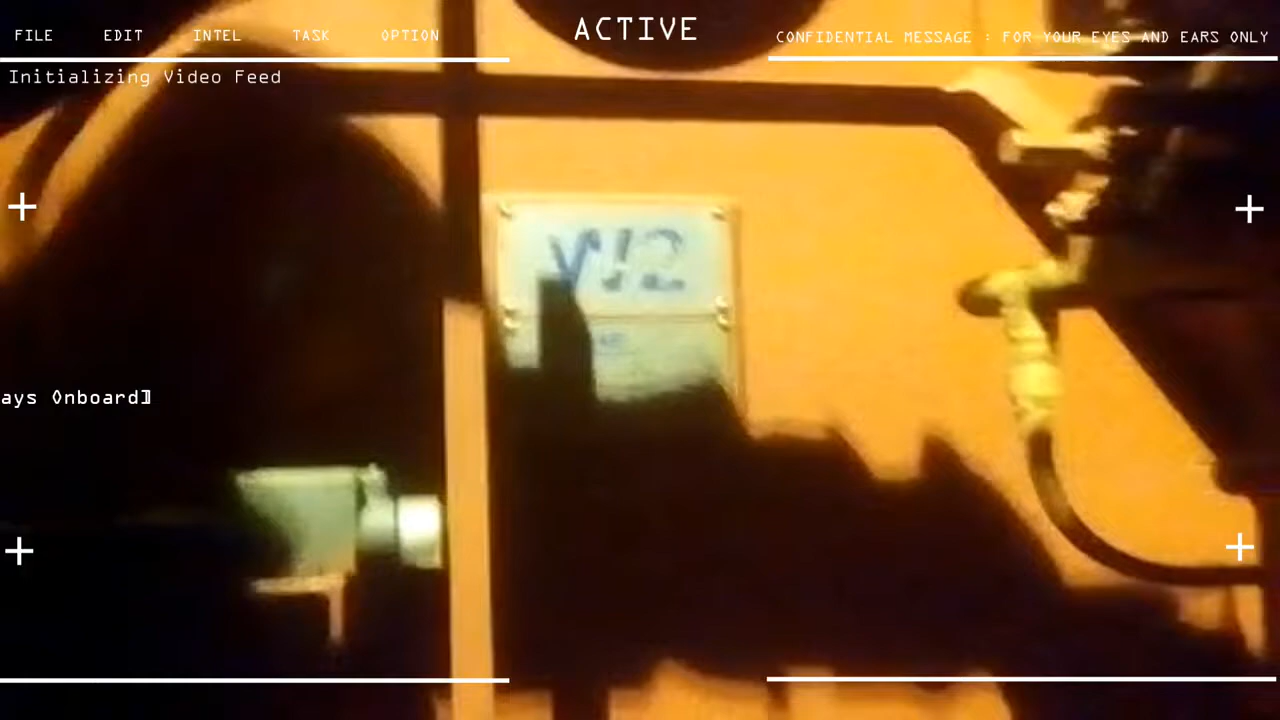 FILE EDIT INTEL TASK OPTION
ACTIVE
CONFIDENTIAL MESSAGE : FOR YOUR EYES AND EARS ONLY
Initializing Video Feed
V12
ays Onboard]